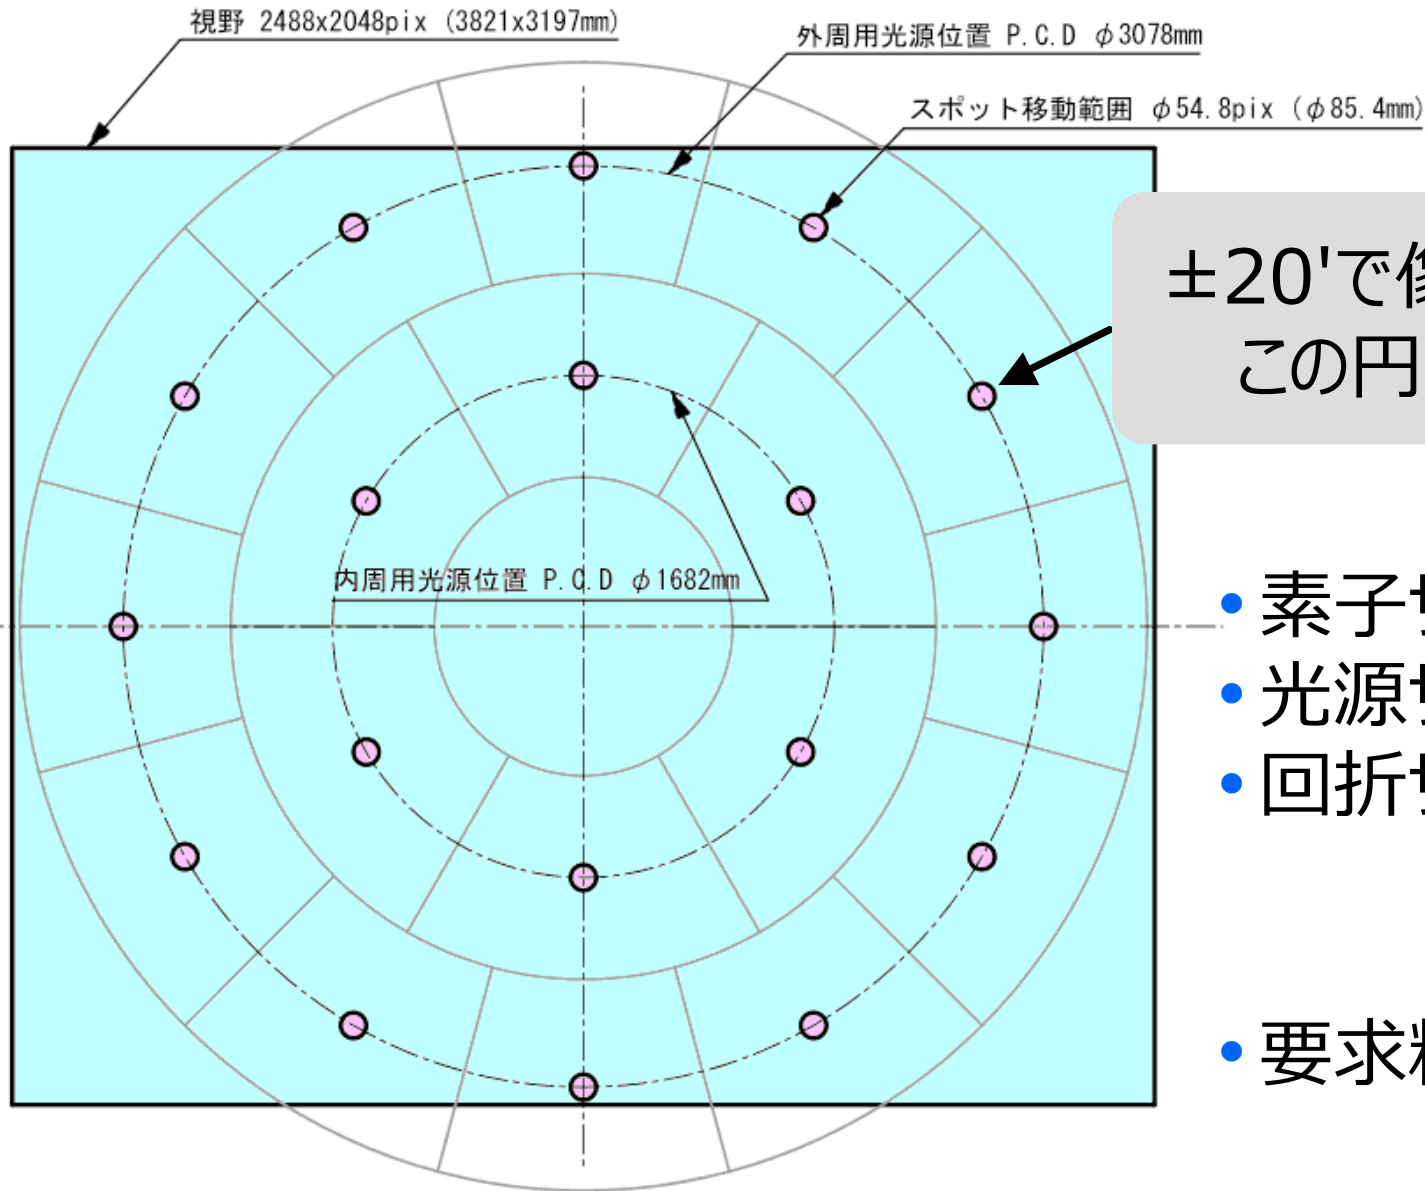 視野 2488x2048pix (3821x3197mm)
外周用光源位置 P.C.D φ3078mm
スポット移動範囲 φ54.8pix (φ85.4mm)
±20'で
この円
内周用光源位置 P.C.D φ1682mm
• 素子
• 光源
• 回折
• 要求